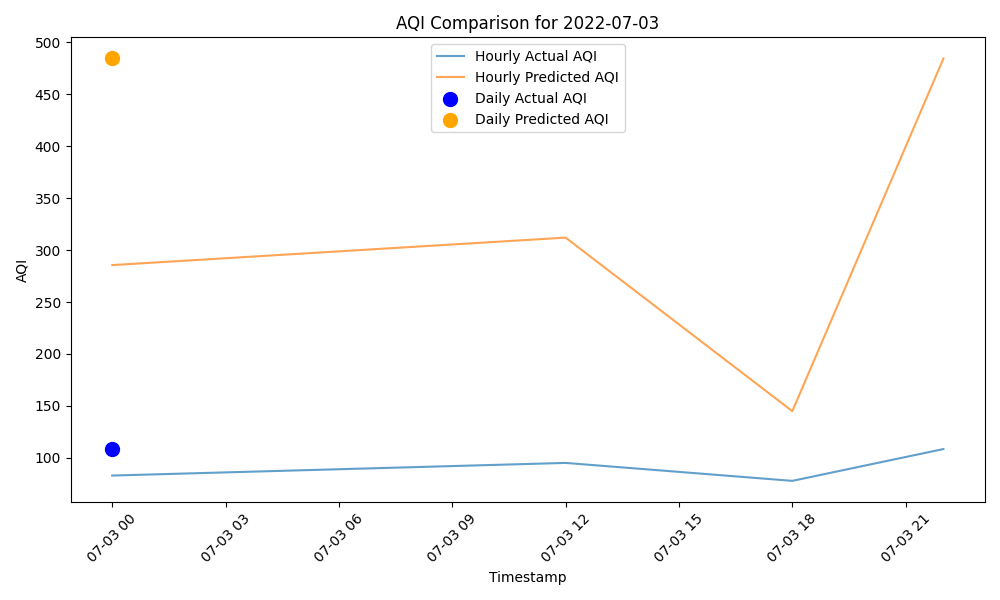 AQI Comparison for 2022-07-03
Hourly Actual AQI
Hourly Predicted AQI
Daily Actual AQI
Daily Predicted AQI
AQI
500
450
400
350
300
250
200
150
100
07-03 00
07-03 03
07-03 06
07-03 09
07-03 12
07-03 15
07-03 18
07-03 21
Timestamp